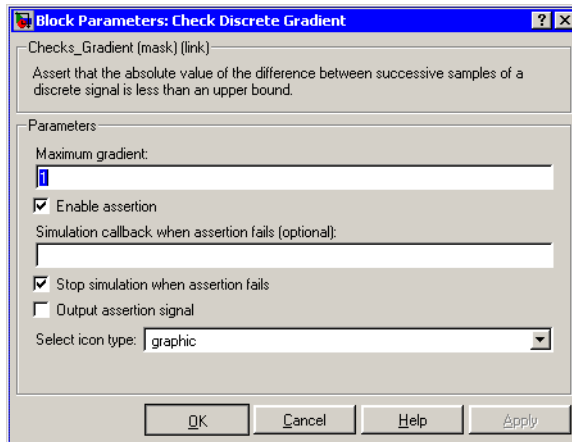 Block Parameters: Check Discrete Gradient
Checks_Gradient (mask) (link)
Assert that the absolute value of the difference between successive samples of a
discrete signal is less than an upper bound.
Parameters
Maximum gradient:
1
Enable assertion
Simulation callback when assertion fails (optional):
Stop simulation when assertion fails
Output assertion signal
Select icon type: graphic
OK Cancel Help Apply